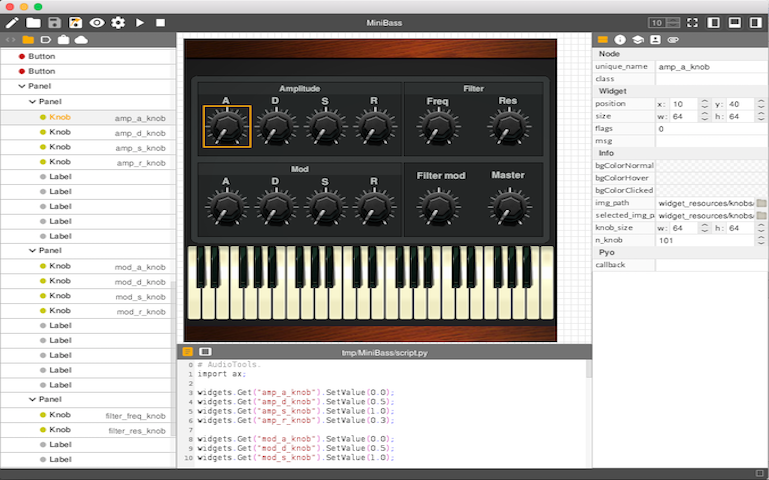 MiniBass
10
Button
Button
Panel
Panel
Knob amp_a_knob
Knob amp_d_knob
Knob amp_s_knob
Knob amp_r_knob
Label
Label
Label
Label
Label
Panel
Knob mod_a_knob
Knob mod_d_knob
Knob mod_s_knob
Knob mod_r_knob
Label
Label
Label
Label
Label
Panel
Knob filter_freq_knob
Knob filter_res_knob
Label
Label
Amplitude Filter
A D S R Freq Res
Mod
A D S R Filter mod Master
tmp/MiniBass/script.py
0 # AudioTools.
1 import ax;
2
3 widgets.Get("amp_a_knob").SetValue(0.0);
4 widgets.Get("amp_d_knob").SetValue(0.5);
5 widgets.Get("amp_s_knob").SetValue(1.0);
6 widgets.Get("amp_r_knob").SetValue(0.3);
7
8 widgets.Get("mod_a_knob").SetValue(0.0);
9 widgets.Get("mod_d_knob").SetValue(0.5);
10 widgets.Get("mod_s_knob").SetValue(1.0);
Node
unique_name amp_a_knob
class
Widget
position x: 10 y: 40
size w: 64 h: 64
flags 0
msg
Info
bgColorNormal
bgColorHover
bgColorClicked
img_path widget_resources/knobs/
selected_img_p widget_resources/knobs/
knob_size w: 64 h: 64
n_knob 101
Pyo
callback